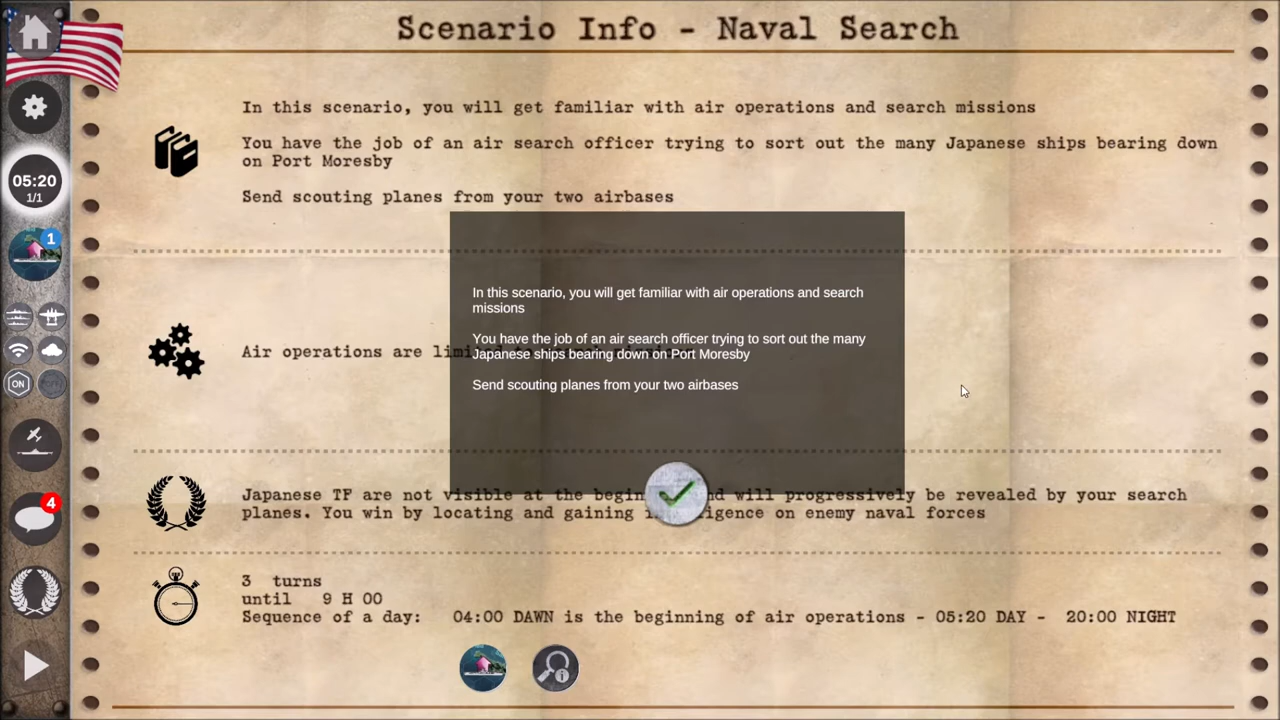 Scenario Info - Naval Search
In this scenario, you will get familiar with air operations and search missions
You have the job of an air search officer trying to sort out the many Japanese ships bearing down
on Port Moresby
Send scouting planes from your two airbases
05:20
1/1
1
In this scenario, you will get familiar with air operations and search
missions
You have the job of an air search officer trying to sort out the many
Japanese ships bearing down on Port Moresby
Send scouting planes from your two airbases
Air operations are
ON
4
Japanese TF are not visible at the and will progressively be revealed by your search
planes. You win by locating and gaining on enemy naval forces
3 turns
until 9 H 00
Sequence of a day: 04:00 DAWN is the beginning of air operations - 05:20 DAY - 20:00 NIGHT